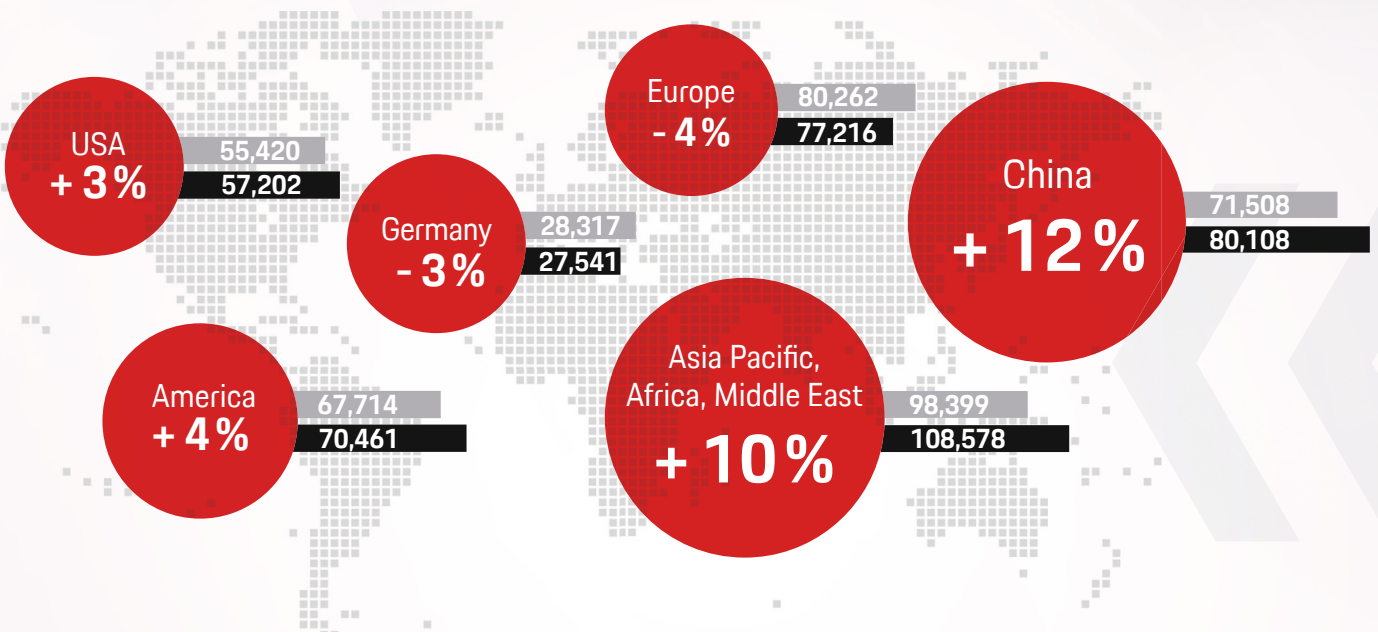 USA
+ 3 %
55,420
57,202
Germany
- 3 %
28,317
27,541
Europe
- 4 %
80,262
77,216
China
+ 12 %
71,508
80,108
America
+ 4 %
67,714
70,461
Asia Pacific,
Africa, Middle East
+ 10 %
98,399
108,578